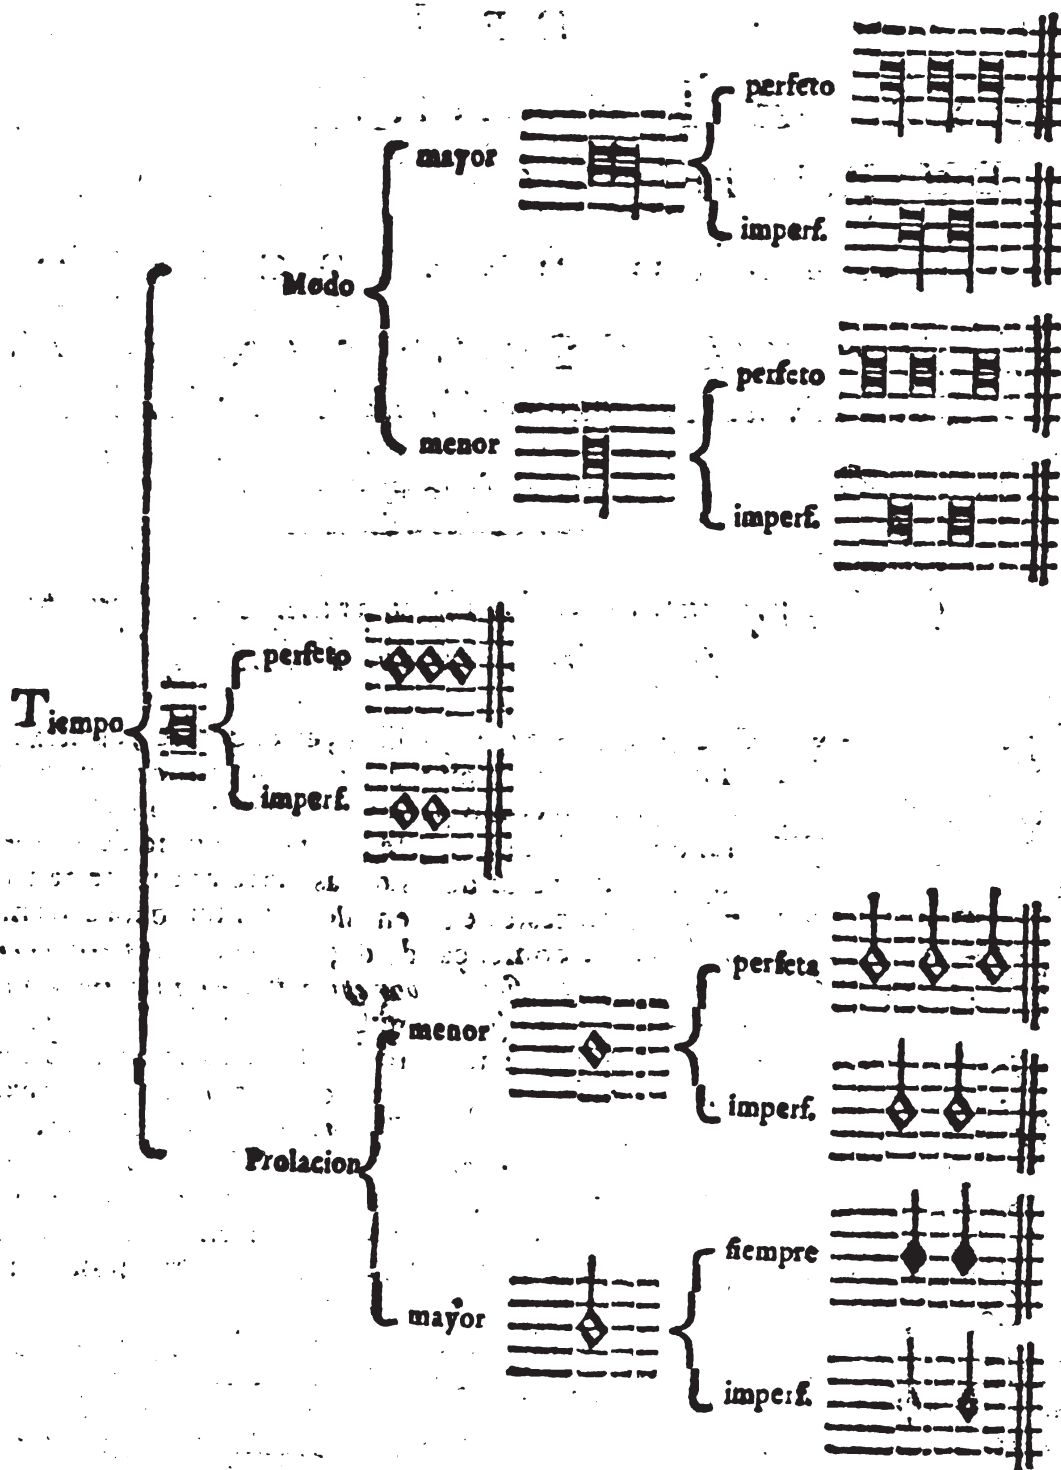 perfeto
mayor
imperf.
Modo
perfeto
menor
imperf.
perfeto
Tiempo
imperf.
perfeta
menor
imperf.
Prolacion
siempre
mayor
imperf.